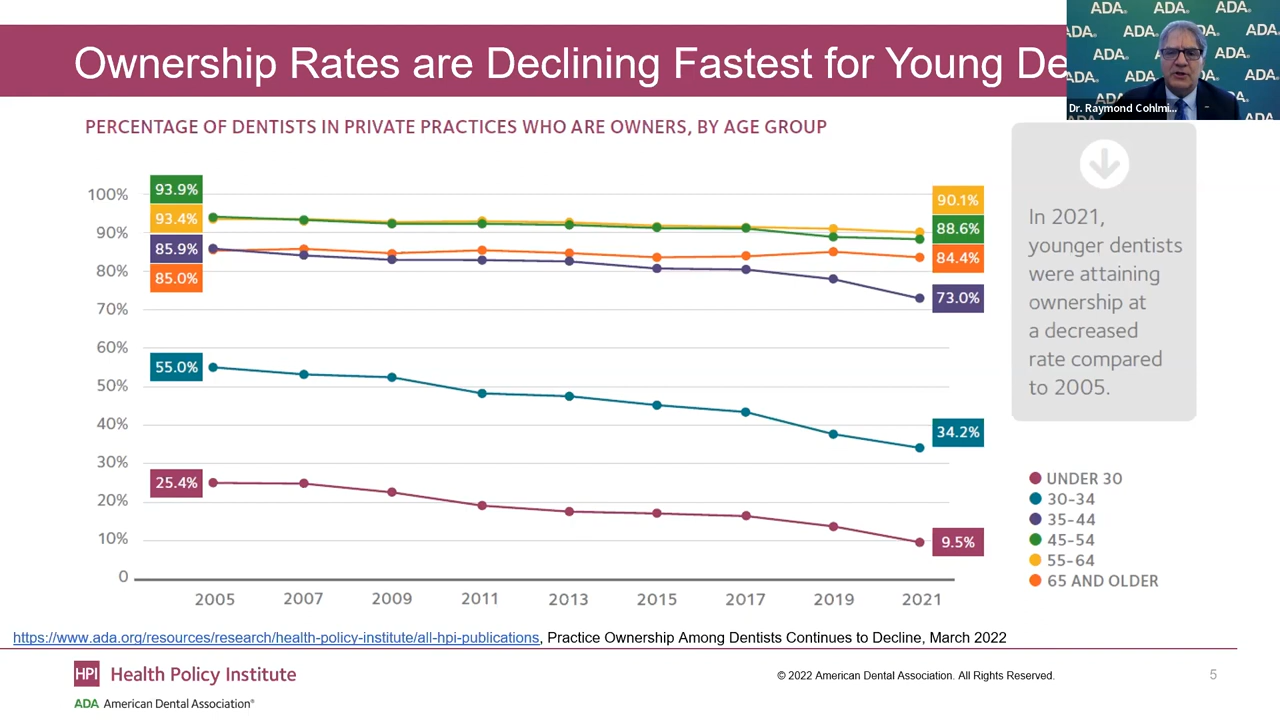 Ownership Rates are Declining Fastest for Young De
ADA.
ADA.
ADA.
ADA.
ADA.
ADA.
ADA.
ADA.
ADA.
ADA.
ADA.
ADA.
ADA.
Dr. Raymond Cohlmi...
PERCENTAGE OF DENTISTS IN PRIVATE PRACTICES WHO ARE OWNERS, BY AGE GROUP
100%
90%
80%
70%
60%
50%
40%
30%
20%
10%
0
93.9%
93.4%
85.9%
85.0%
55.0%
25.4%
90.1%
88.6%
84.4%
73.0%
34.2%
9.5%
2005 2007 2009 2011 2013 2015 2017 2019 2021
In 2021,
younger dentists
were attaining
ownership at
a decreased
rate compared
to 2005.
UNDER 30
30-34
35-44
45-54
55-64
65 AND OLDER
https://www.ada.org/resources/research/health-policy-institute/all-hpi-publications, Practice Ownership Among Dentists Continues to Decline, March 2022
HPI Health Policy Institute
ADA American Dental Association®
© 2022 American Dental Association. All Rights Reserved.
5